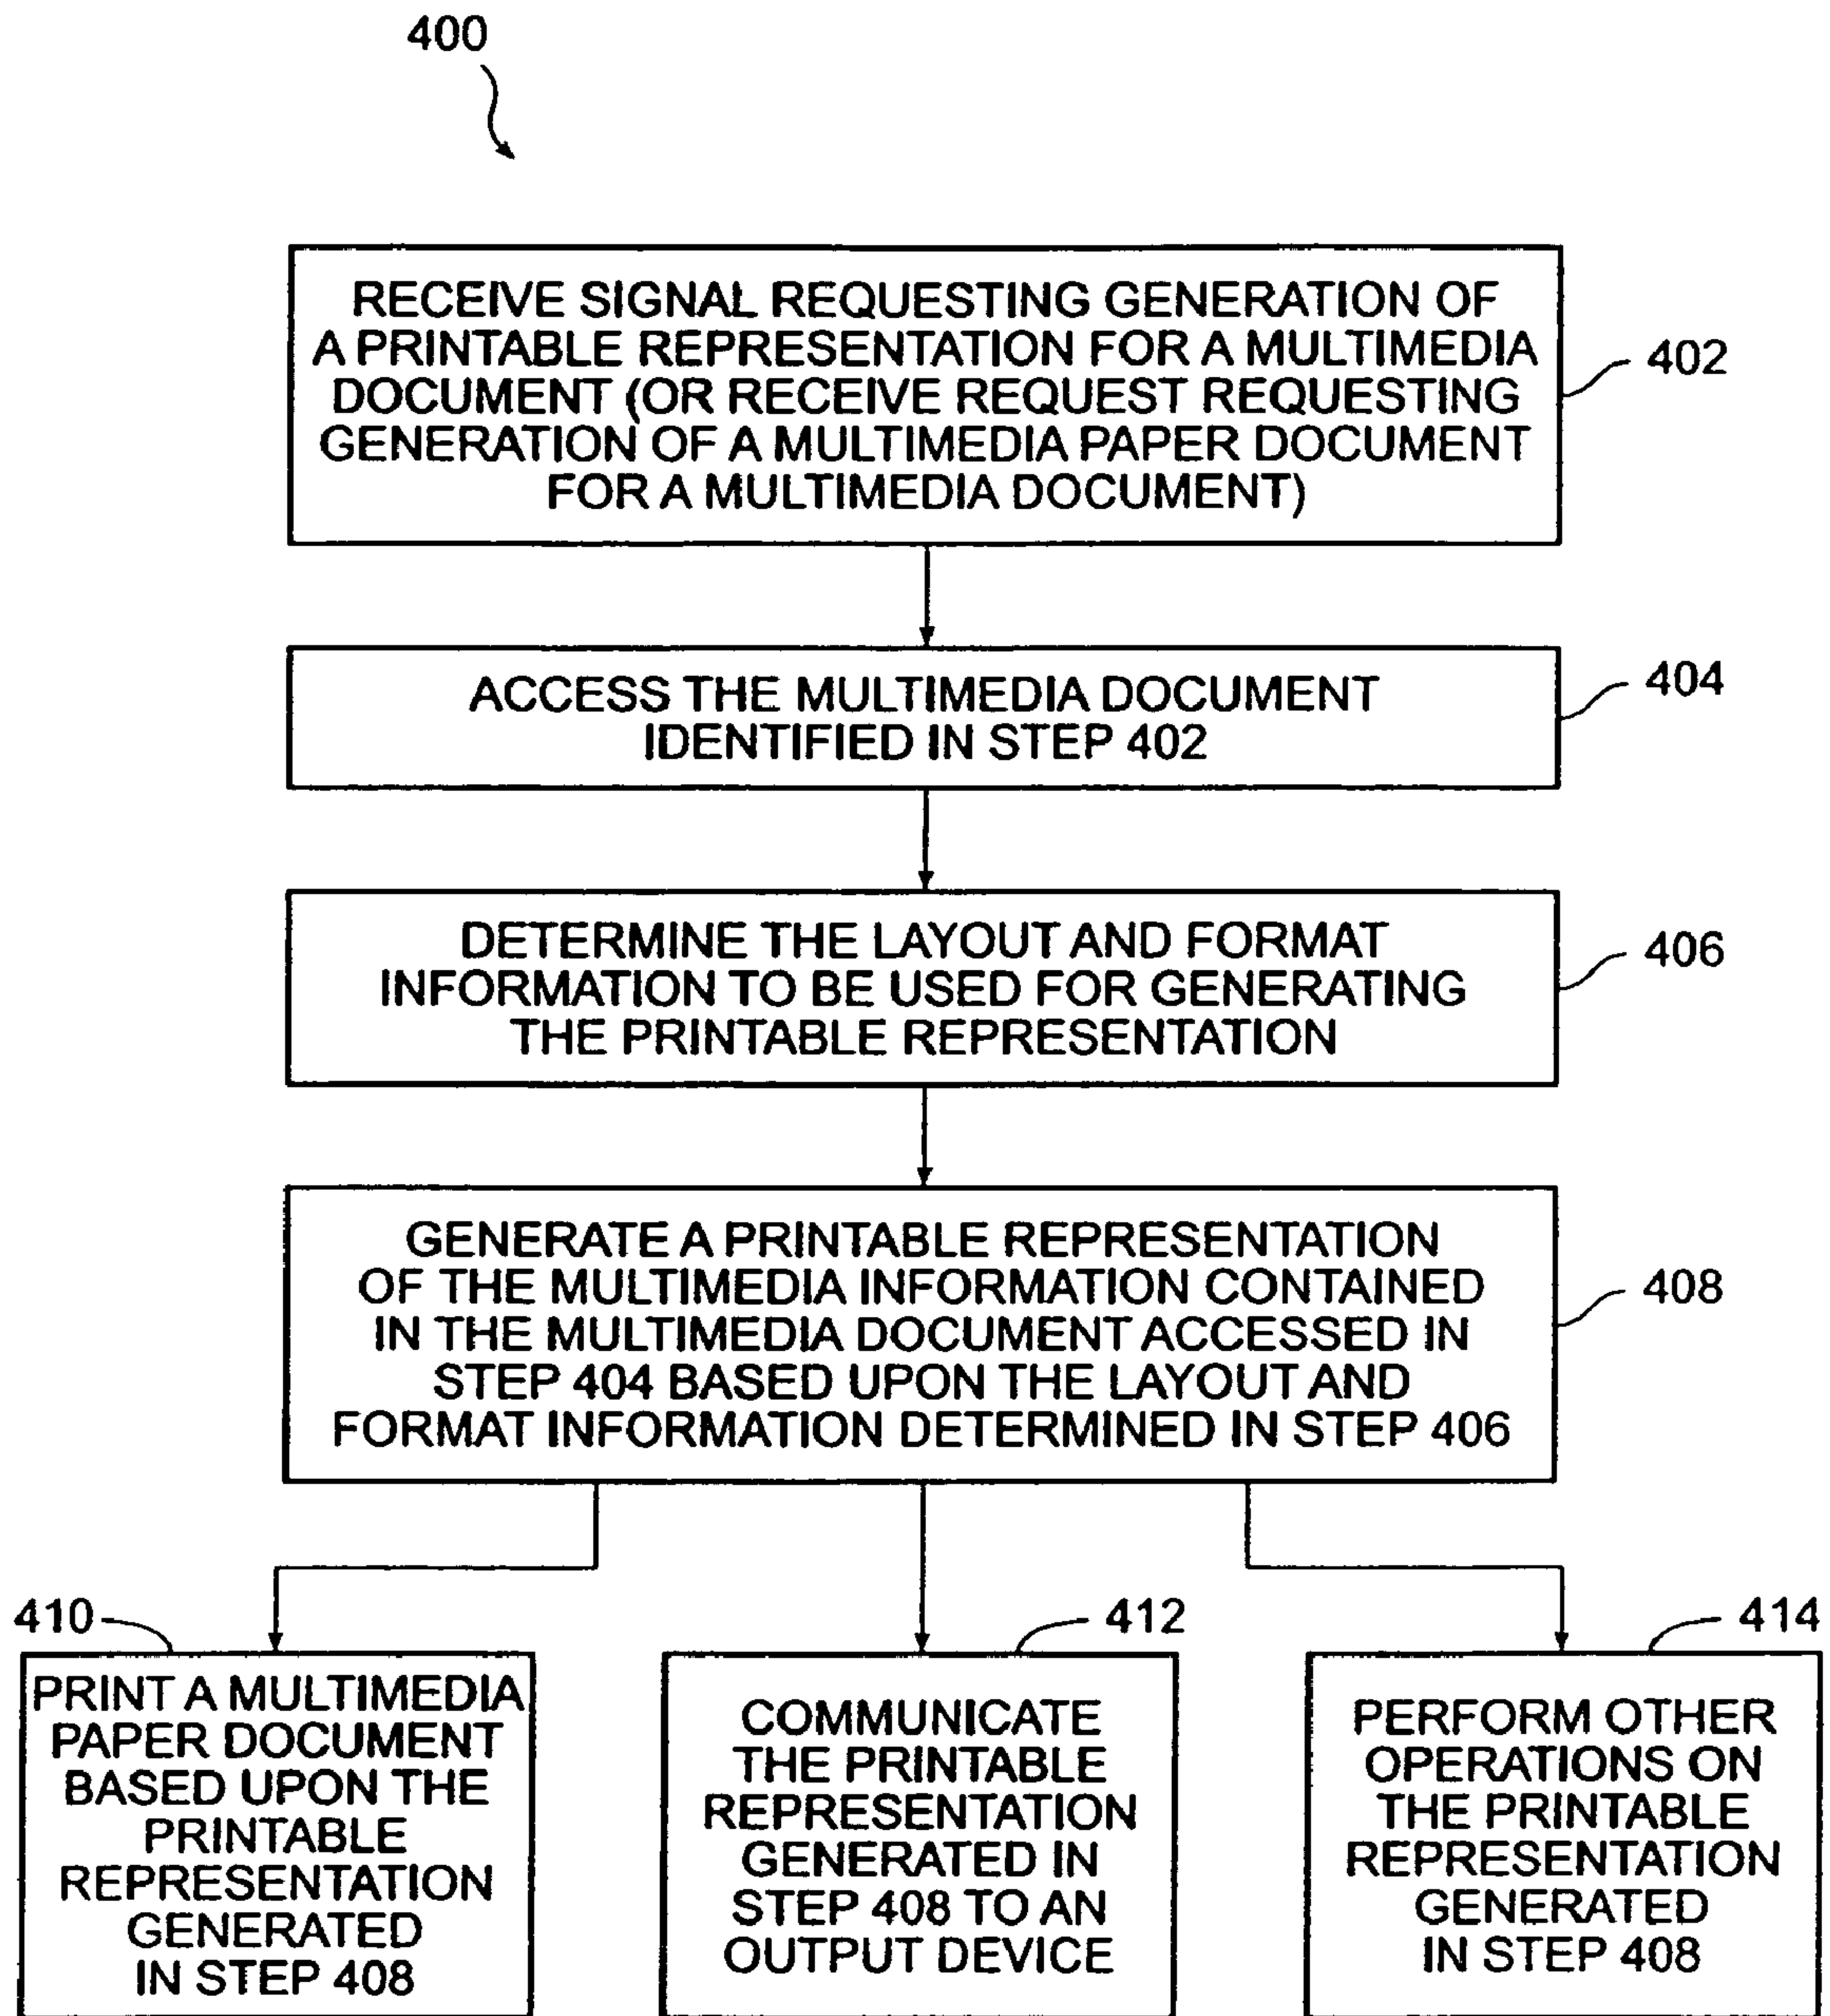 400
RECEIVE SIGNAL REQUESTING GENERATION OF
A PRINTABLE REPRESENTATION FOR A MULTIMEDIA
DOCUMENT (OR RECEIVE REQUEST REQUESTING
GENERATION OF A MULTIMEDIA PAPER DOCUMENT
FOR A MULTIMEDIA DOCUMENT)
402
ACCESS THE MULTIMEDIA DOCUMENT
IDENTIFIED IN STEP 402
404
DETERMINE THE LAYOUT AND FORMAT
INFORMATION TO BE USED FOR GENERATING
THE PRINTABLE REPRESENTATION
406
GENERATE A PRINTABLE REPRESENTATION
OF THE MULTIMEDIA INFORMATION CONTAINED
IN THE MULTIMEDIA DOCUMENT ACCESSED IN
STEP 404 BASED UPON THE LAYOUT AND
FORMAT INFORMATION DETERMINED IN STEP 406
408
410
PRINT A MULTIMEDIA
PAPER DOCUMENT
BASED UPON THE
PRINTABLE
REPRESENTATION
GENERATED
IN STEP 408
412
COMMUNICATE
THE PRINTABLE
REPRESENTATION
GENERATED IN
STEP 408 TO AN
OUTPUT DEVICE
414
PERFORM OTHER
OPERATIONS ON
THE PRINTABLE
REPRESENTATION
GENERATED
IN STEP 408